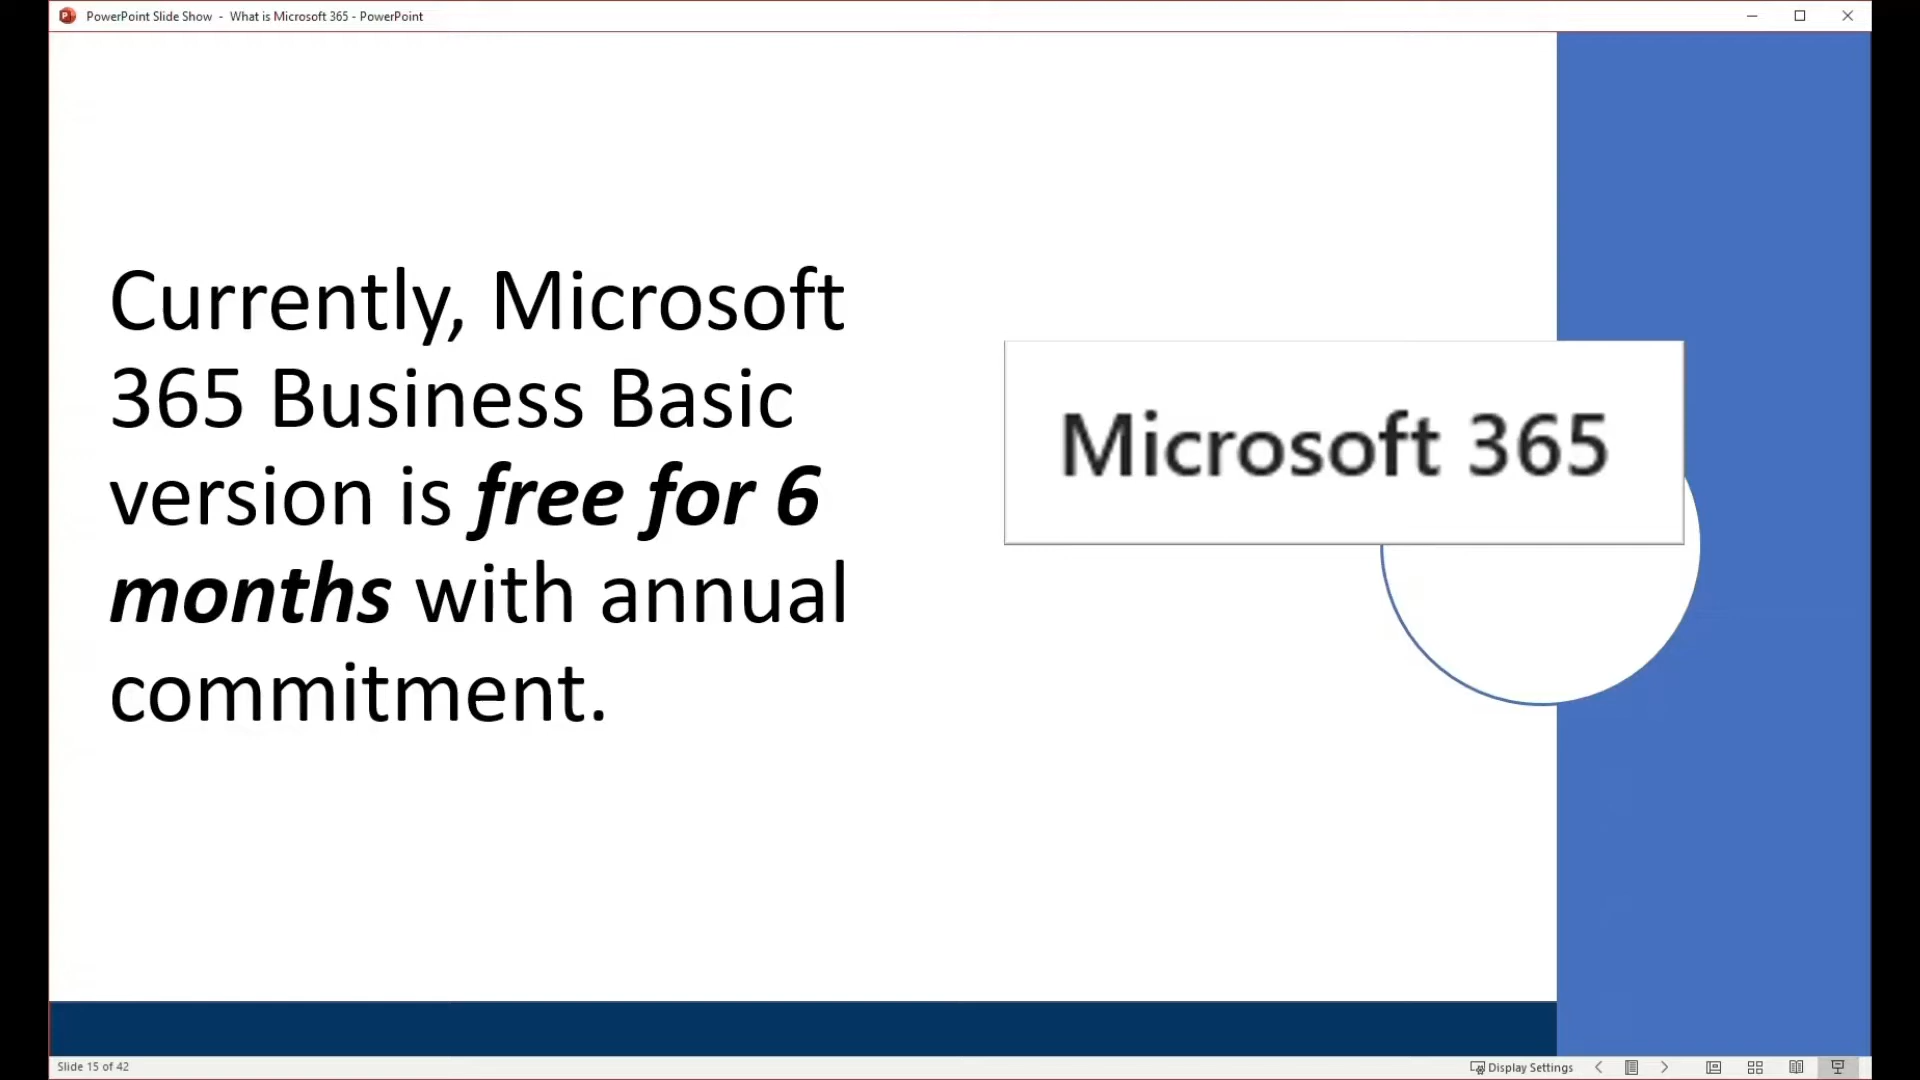 PowerPoint Slide Show - What is Microsoft 365 - PowerPoint
Currently, Microsoft
365 Business Basic
version is free for 6
months with annual
commitment.
Microsoft 365
Slide 15 of 42
Display Settings